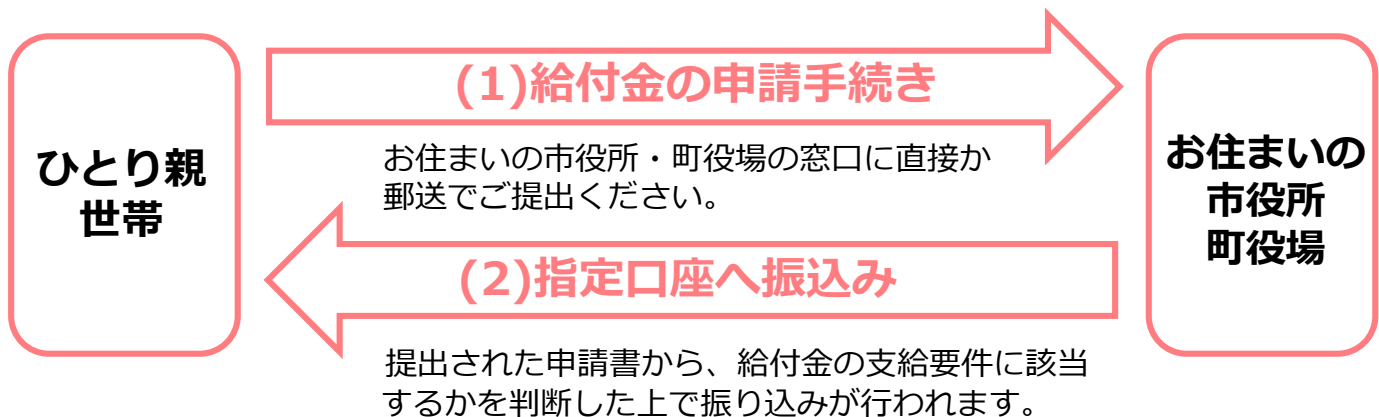 (1)給付金の申請手続き
ひとり親
世帯
お住まいの市役所・町役場の窓口に直接か
郵送でご提出ください。
お住まいの
市役所
町役場
(2)指定口座へ振込み
提出された申請書から、給付金の支給要件に該当
するかを判断した上で振り込みが行われます。